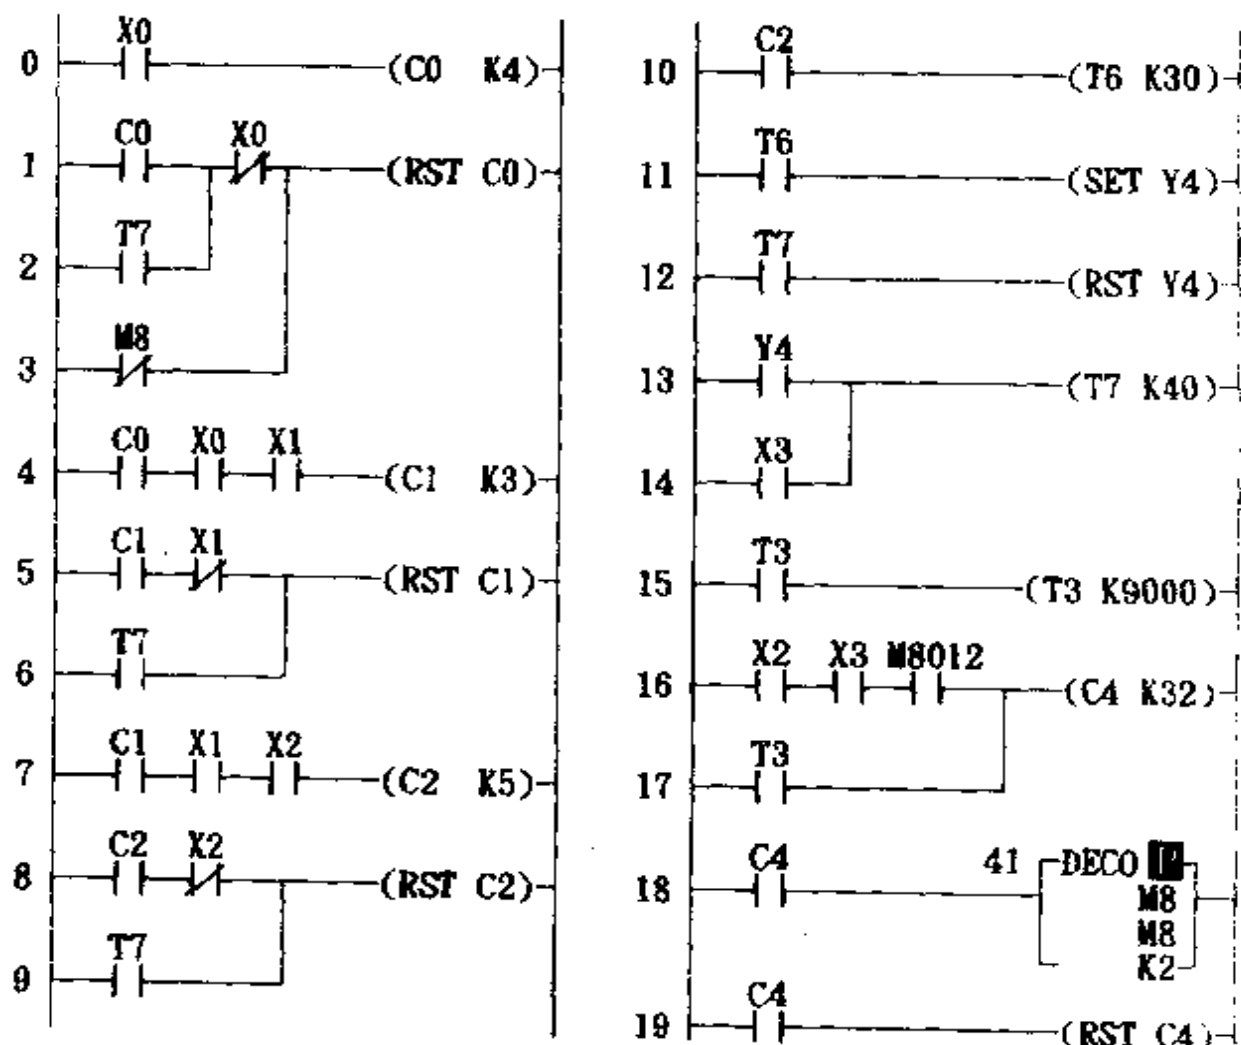 X0
0 (C0 K4)
C0 X0
1 (RST C0)
T7
2
M8
3
C0 X0 X1
4 (C1 K3)
C1 X1
5 (RST C1)
T7
6
C1 X1 X2
7 (C2 K5)
C2 X2
8 (RST C2)
T7
9
C2
10 (T6 K30)
T6
11 (SET Y4)
T7
12 (RST Y4)
Y4
13 (T7 K40)
X3
14
T3
15 (T3 K9000)
X2 X3 M8012
16 (C4 K32)
T3
17
C4 41 DECO P
18 M8
M8
K2
C4
19 (RST C4)